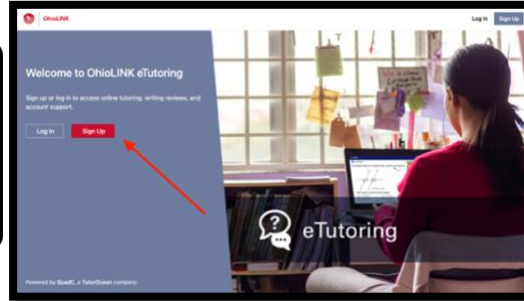 OhioLINK
Log In
Sign Up
Welcome to OhioLINK eTutoring
Sign up or log in to access online tutoring, writing reviews, and
account support.
Log In
Sign Up
eTutoring
Powered by QuadC, a TutorOcean company